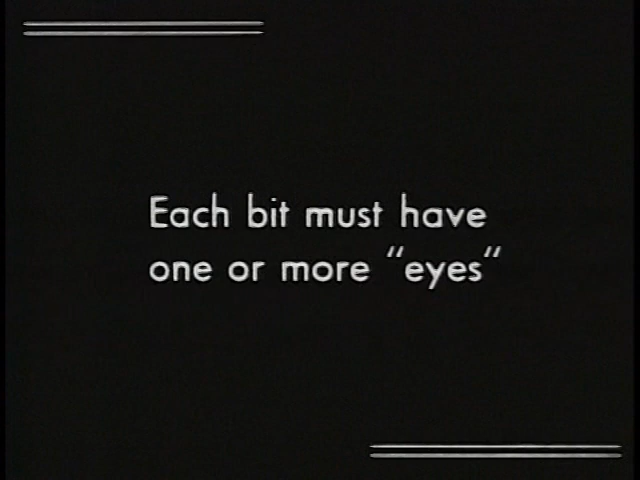 Each bit must have
one or more “eyes“